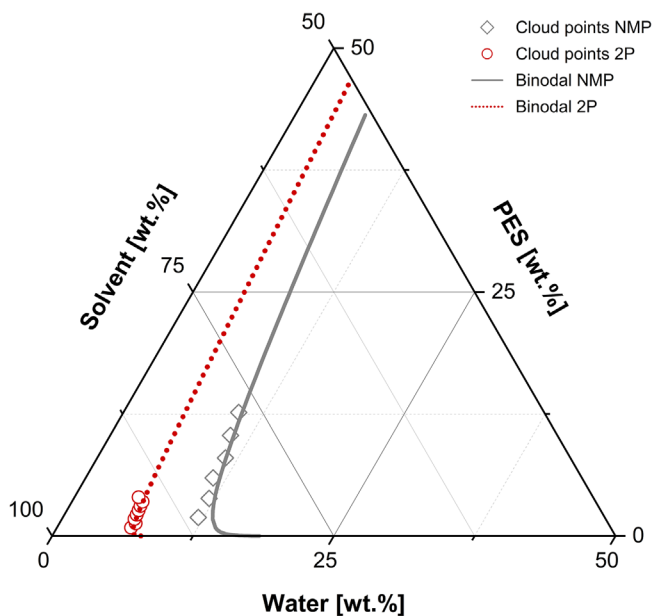 50
50
Cloud points NMP
Cloud points 2P
Binodal NMP
Binodal 2P
Solvent [wt.%]
PES [wt.%]
75
25
100
0
0
25
50
Water [wt.%]